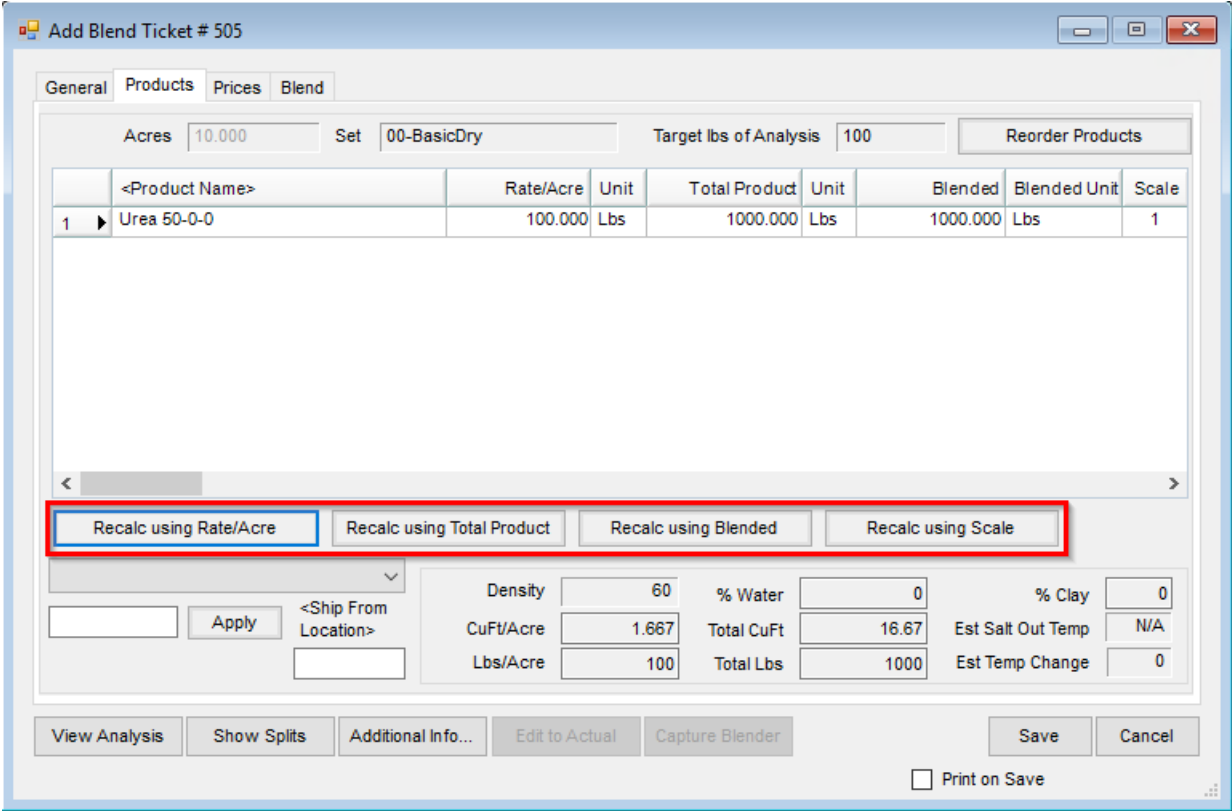 Add Blend Ticket # 505
General Products Prices Blend
Acres 10.000 Set 00-BasicDry Target lbs of Analysis 100 Reorder Products
<Product Name> Rate/Acre Unit Total Product Unit Blended Blended Unit Scale
1 Urea 50-0-0 100.000 Lbs 1000.000 Lbs 1000.000 Lbs 1
Recalc using Rate/Acre Recalc using Total Product Recalc using Blended Recalc using Scale
Density 60 % Water 0 % Clay 0
Apply <Ship From
Location>
CuFt/Acre 1.667 Total CuFt 16.67 Est Salt Out Temp N/A
Lbs/Acre 100 Total Lbs 1000 Est Temp Change 0
View Analysis Show Splits Additional Info... Edit to Actual Capture Blender Save Cancel
Print on Save